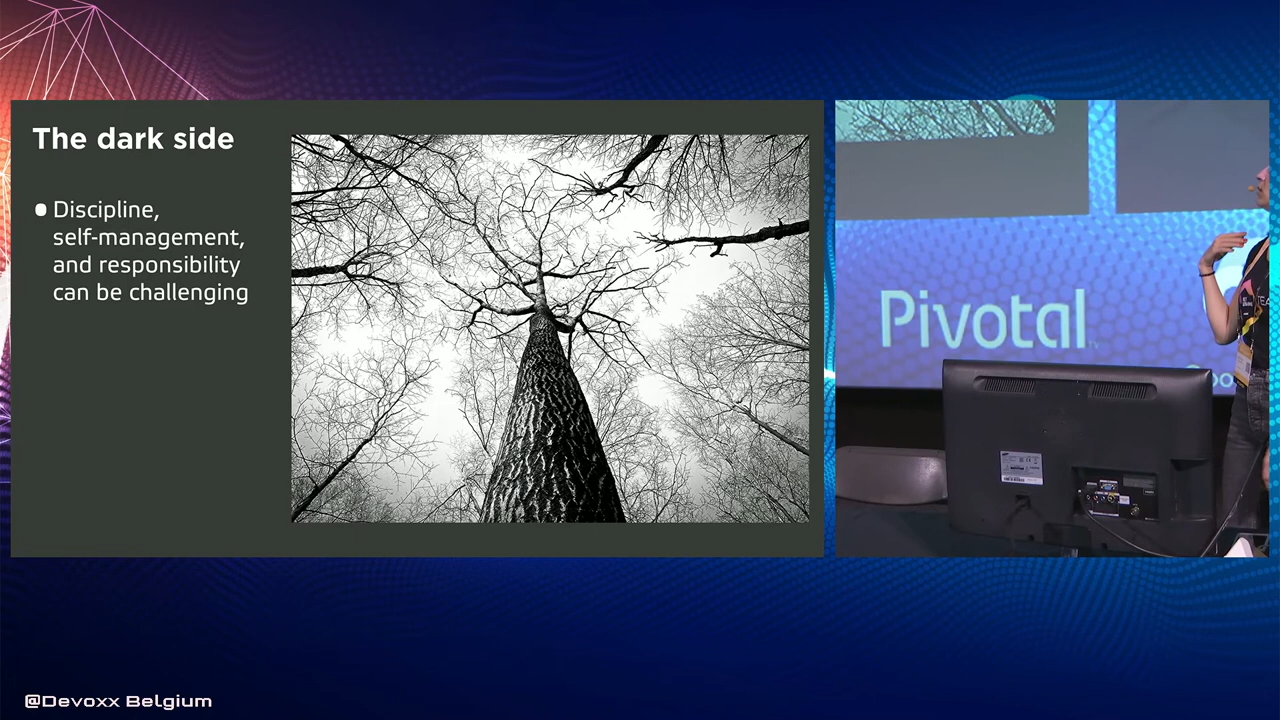 The dark side
Discipline,
self-management,
and responsibility
can be challenging
Pivotal
@Devoxx Belgium